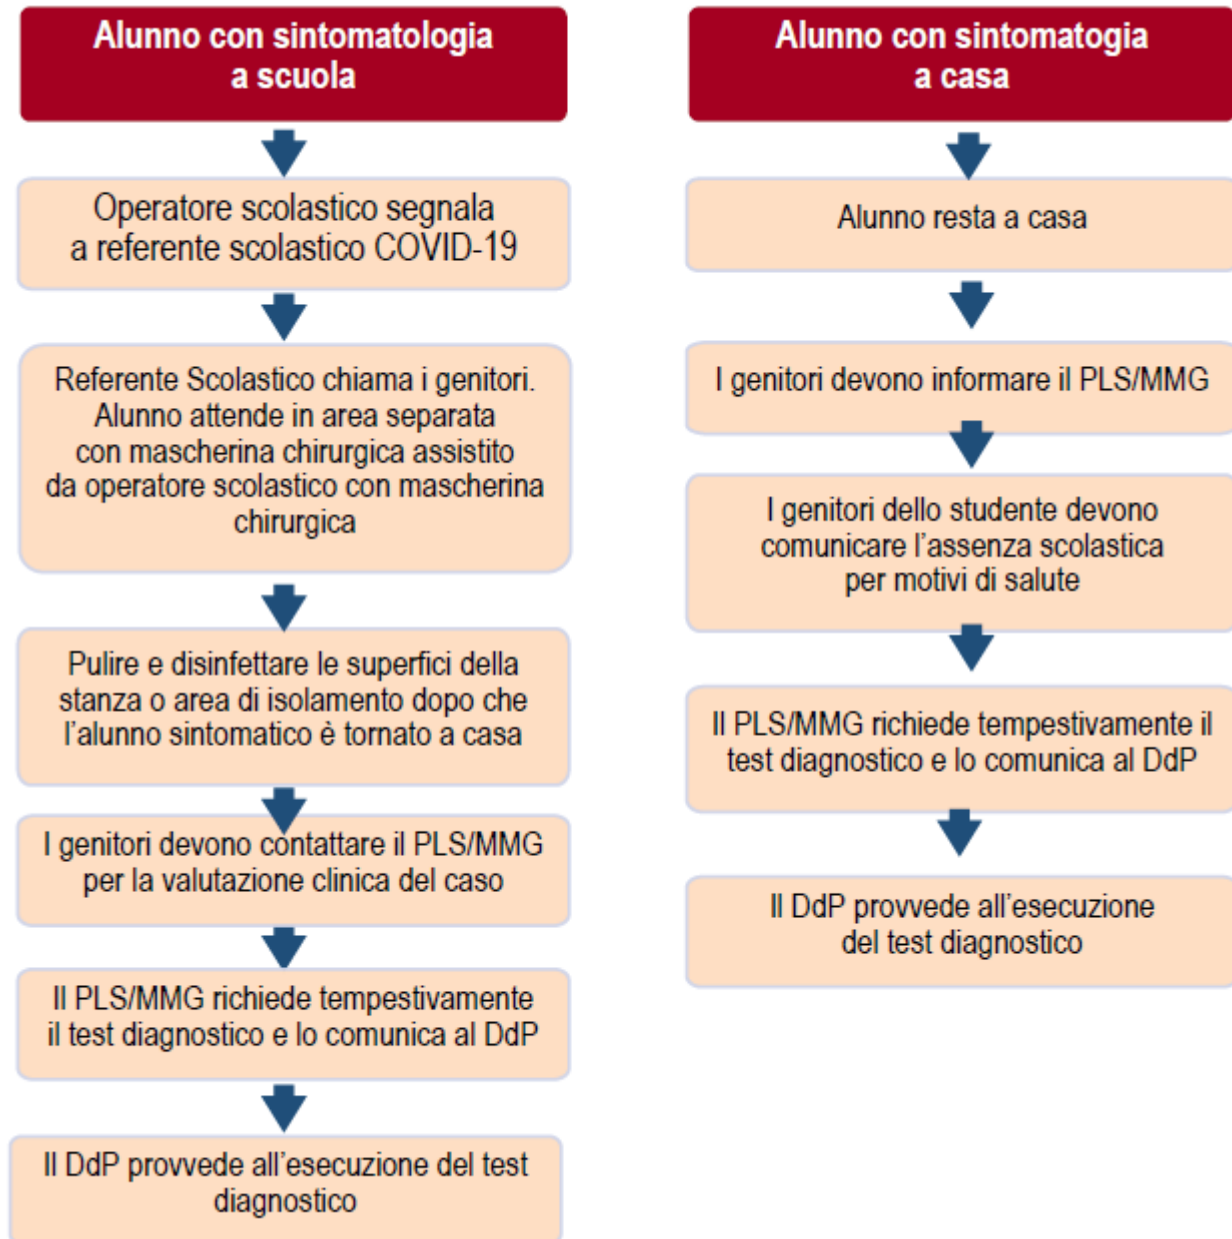 Alunno con sintomatologia
a scuola
Operatore scolastico segnala
a referente scolastico COVID-19
Referente Scolastico chiama i genitori.
Alunno attende in area separata
con mascherina chirurgica assistito
da operatore scolastico con mascherina
chirurgica
Pulire e disinfettare le superfici della
stanza o area di isolamento dopo che
l’alunno sintomatico è tornato a casa
I genitori devono contattare il PLS/MMG
per la valutazione clinica del caso
Il PLS/MMG richiede tempestivamente
il test diagnostico e lo comunica al DdP
Il DdP provvede all’esecuzione del test
diagnostico
Alunno con sintomatogia
a casa
Alunno resta a casa
I genitori devono informare il PLS/MMG
I genitori dello studente devono
comunicare l’assenza scolastica
per motivi di salute
Il PLS/MMG richiede tempestivamente il
test diagnostico e lo comunica al DdP
Il DdP provvede all’esecuzione
del test diagnostico